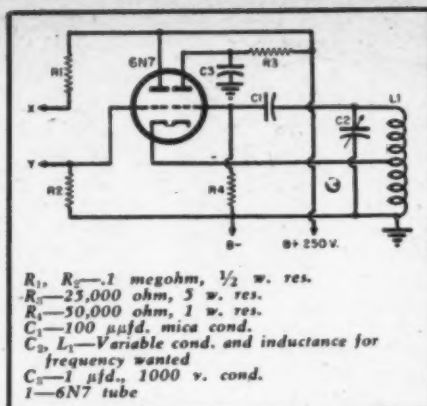 6N7
R1
R3
C3
C1
L1
C2
X
Y
R2
R4
B-
B+ 250 V.
R₁, R₂—.1 megohm, ½ w. res.
R₃—25,000 ohm, 5 w. res.
R₄—50,000 ohm, 1 w. res.
C₁—100 μμfd. mica cond.
C₂, L₁—Variable cond. and inductance for
frequency wanted
C₃—1 μfd., 1000 v. cond.
1—6N7 tube